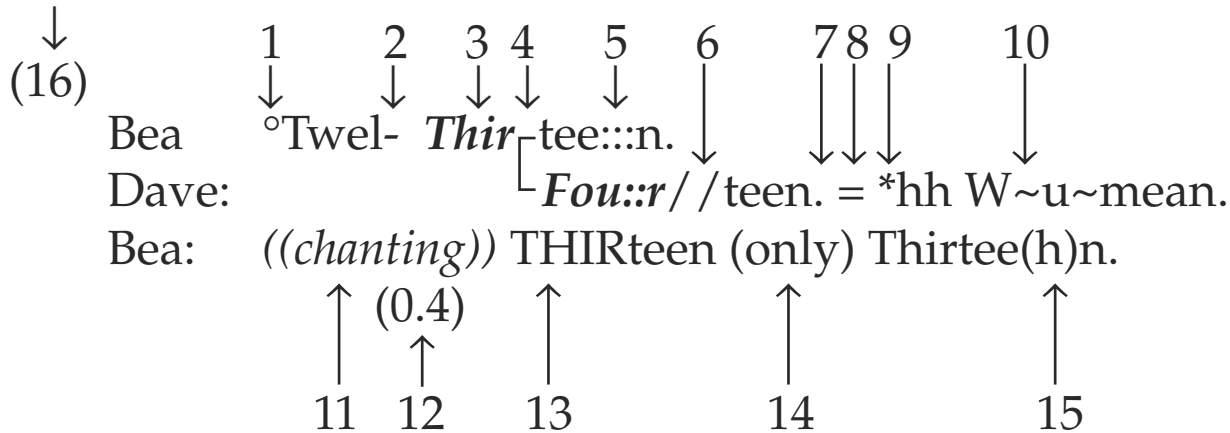 1 2 3 4 5 6 7 8 9 10
(16)
Bea °Twel- Thir-tee:::n.
Dave: Fou::r//teen. = *hh W~u~mean.
Bea: ((chanting)) THIRteen (only) Thirtee(h)n.
(0.4)
11 12 13 14 15